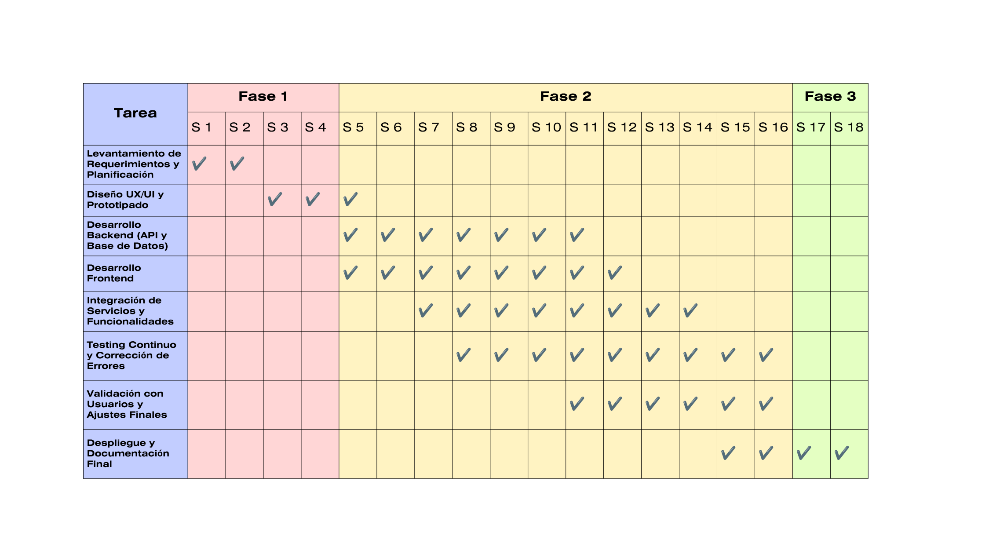 Tarea
Fase 1
Fase 2
Fase 3
S 1 S 2 S 3 S 4 S 5 S 6 S 7 S 8 S 9 S 10 S 11 S 12 S 13 S 14 S 15 S 16 S 17 S 18
Levantamiento de
Requerimientos y
Planificación
✔ ✔
Diseño UX/UI y
Prototipado
✔ ✔ ✔
Desarrollo
Backend (API y
Base de Datos)
✔ ✔ ✔ ✔ ✔ ✔ ✔
Desarrollo
Frontend
✔ ✔ ✔ ✔ ✔ ✔ ✔ ✔
Integración de
Servicios y
Funcionalidades
✔ ✔ ✔ ✔ ✔ ✔ ✔ ✔
Testing Continuo
y Corrección de
Errores
✔ ✔ ✔ ✔ ✔ ✔ ✔ ✔ ✔
Validación con
Usuarios y
Ajustes Finales
✔ ✔ ✔ ✔ ✔ ✔
Despliegue y
Documentación
Final
✔ ✔ ✔ ✔